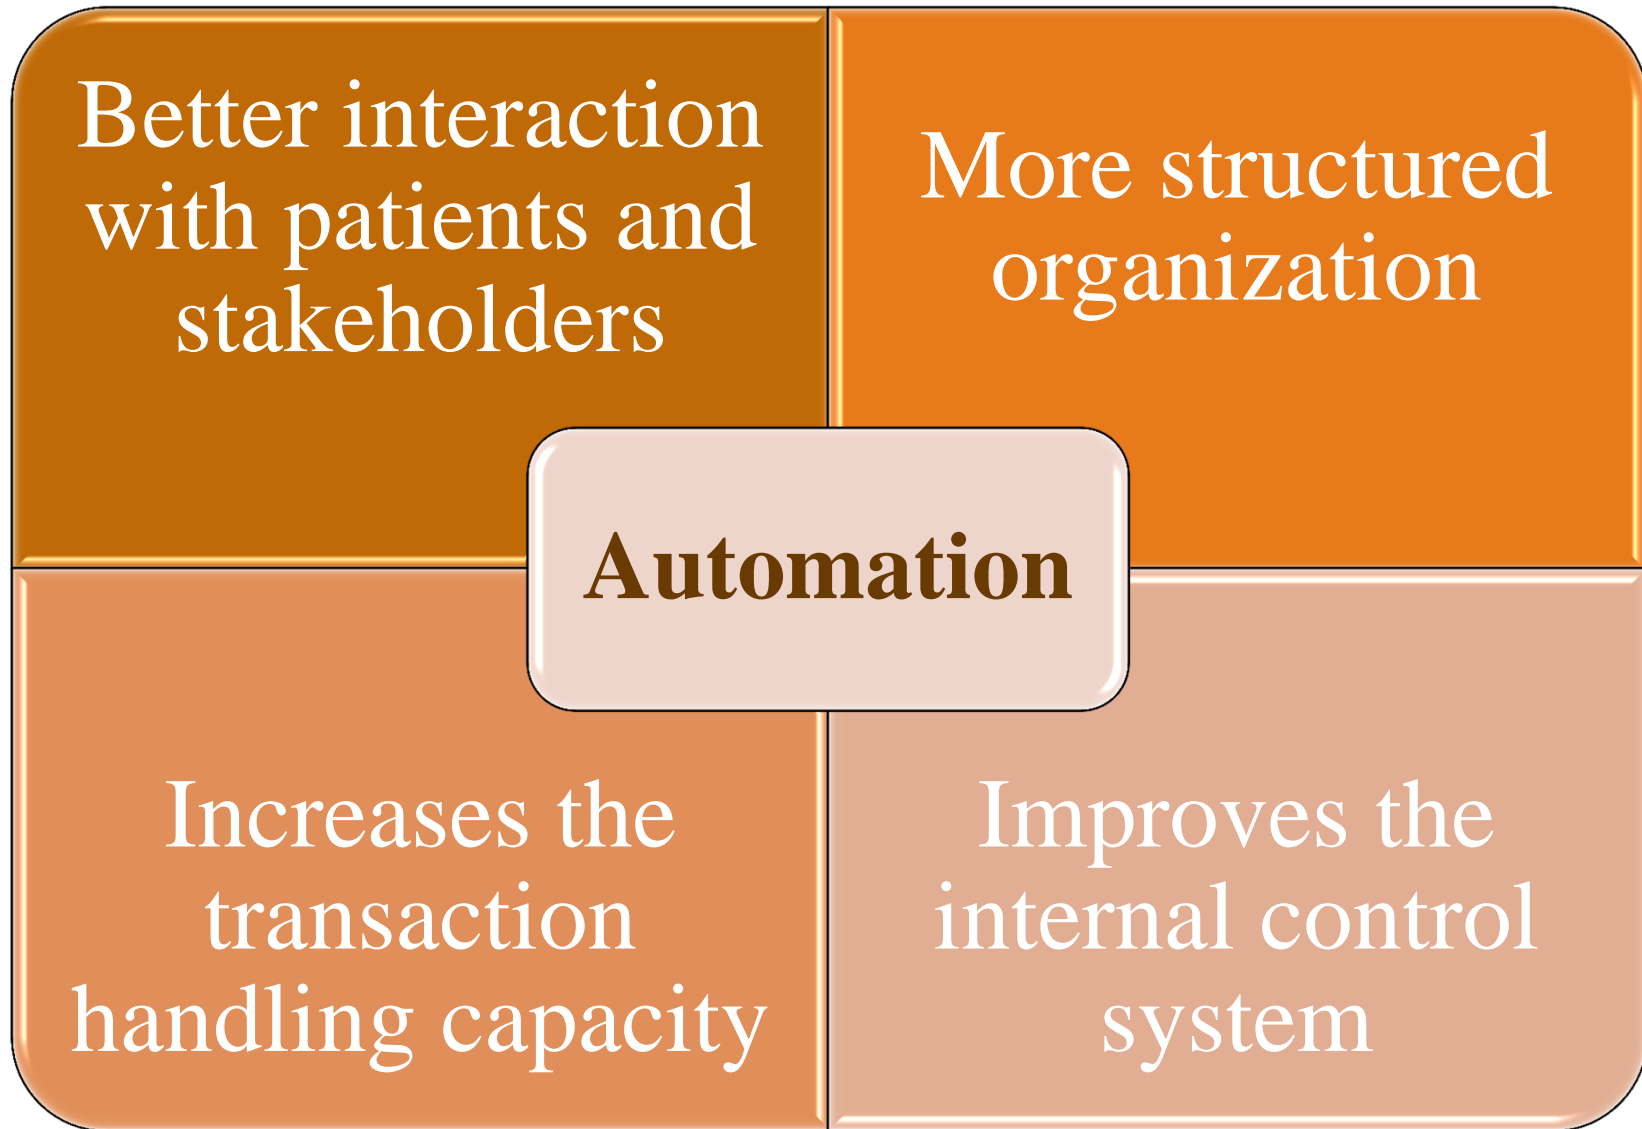 Better interaction
with patients and
stakeholders
More structured
organization
Automation
Increases the
transaction
handling capacity
Improves the
internal control
system